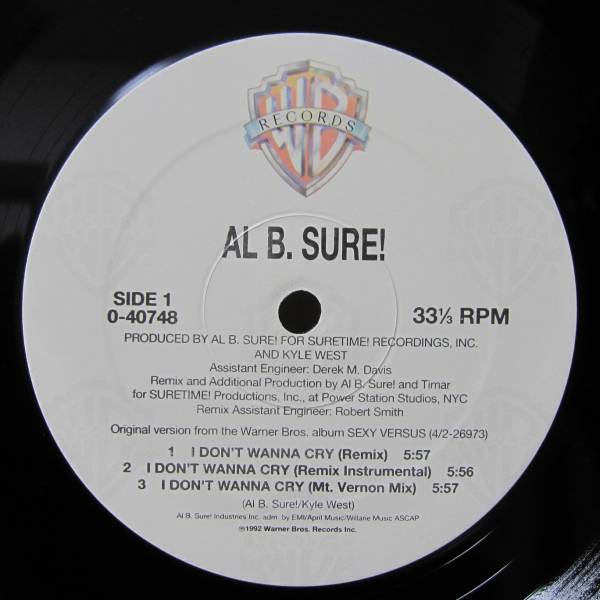 WB
RECORDS
AL B. SURE!
SIDE 1
0-40748
33⅓ RPM
PRODUCED BY AL B. SURE! FOR SURETIME! RECORDINGS, INC.
AND KYLE WEST
Assistant Engineer: Derek M. Davis
Remix and Additional Production by Al B. Sure! and Timar
for SURETIME! Productions, Inc., at Power Station Studios, NYC
Remix Assistant Engineer: Robert Smith
Original version from the Warner Bros. album SEXY VERSUS (4/2-26973)
1 I DON'T WANNA CRY (Remix) 5:57
2 I DON'T WANNA CRY (Remix Instrumental) 5:56
3 I DON'T WANNA CRY (Mt. Vernon Mix) 5:57
(Al B. Sure!/Kyle West)
Al B. Sure! Industries Inc. adm. by EMI/April Music/Willarie Music ASCAP
℗1992 Warner Bros. Records Inc.